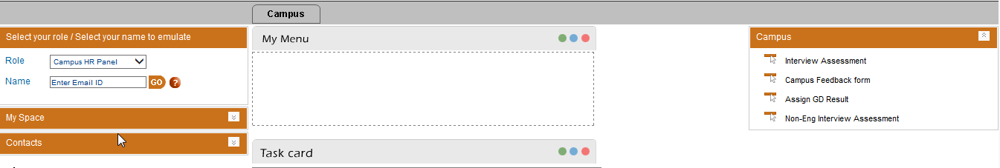 Campus
Select your role / Select your name to emulate
Role
Campus HR Panel
Name
Enter Email ID
GO
?
My Space
Contacts
My Menu
Task card
Campus
Interview Assessment
Campus Feedback form
Assign GD Result
Non-Eng Interview Assessment